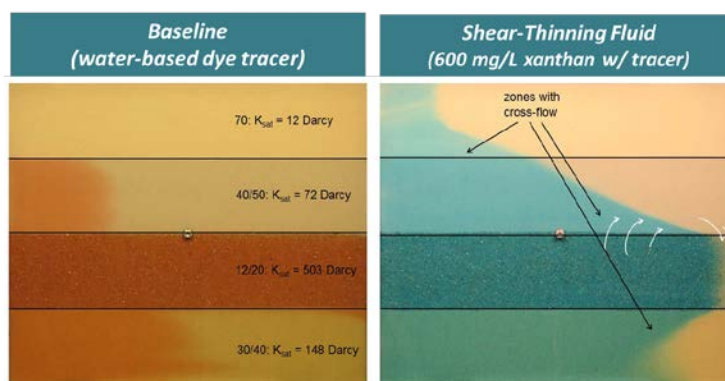 Baseline
(water-based dye tracer)
70: Ksat = 12 Darcy
40/50: Ksat = 72 Darcy
12/20: Ksat = 503 Darcy
30/40: Ksat = 148 Darcy
Shear-Thinning Fluid
(600 mg/L xanthan w/ tracer)
zones with
cross-flow